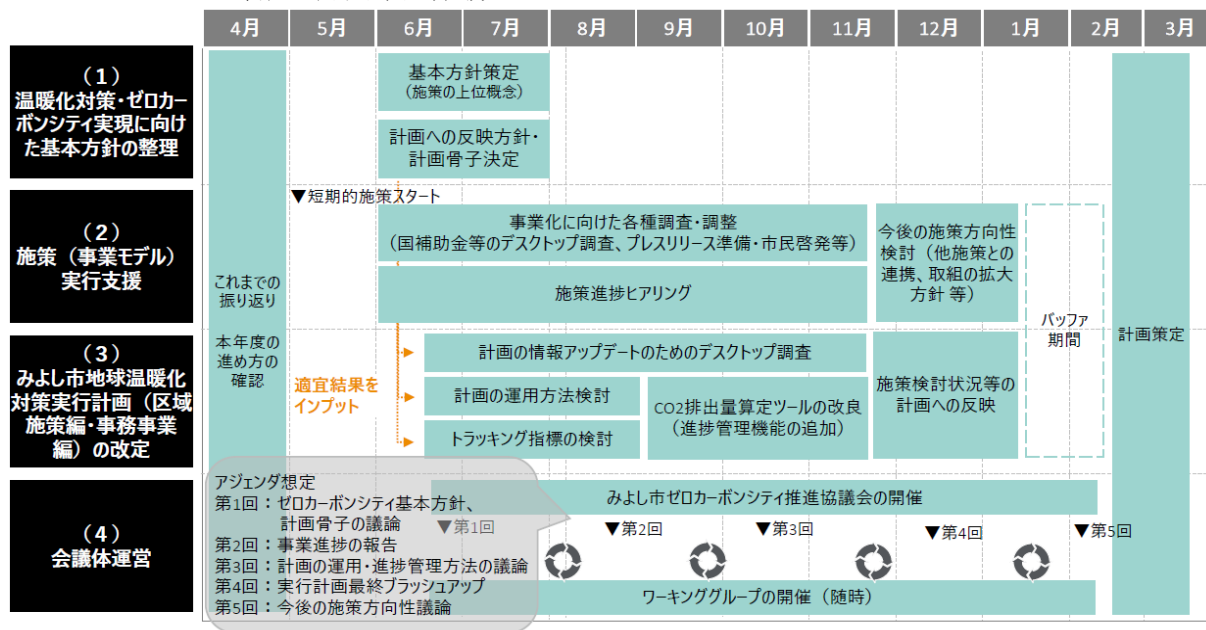 4月
5月
6月
7月
8月
9月
10月
11月
12月
1月
2月
3月
（1）
温暖化対策・ゼロカー
ボンシティ実現に向け
た基本方針の整理
基本方針策定
（施策の上位概念）
計画への反映方針・
計画骨子決定
（2）
施策（事業モデル）
実行支援
▼短期的施策スタート
事業化に向けた各種調査・調整
（国補助金等のデスクトップ調査、プレスリリース準備・市民啓発等）
施策進捗ヒアリング
今後の施策方向性
検討（他施策との
連携、取組の拡大
方針 等）
これまでの
振り返り
本年度の
進め方の
確認
バッファ
期間
計画策定
（3）
みよし市地球温暖化
対策実行計画（区域
施策編・事務事業
編）の改定
適宜結果を
インプット
計画の情報アップデートのためのデスクトップ調査
計画の運用方法検討
トラッキング指標の検討
CO2排出量算定ツールの改良
（進捗管理機能の追加）
施策検討状況等の
計画への反映
（4）
会議体運営
みよし市ゼロカーボンシティ推進協議会の開催
▼第1回
▼第2回
▼第3回
▼第4回
▼第5回
ワーキンググループの開催（随時）
アジェンダ想定
第1回：ゼロカーボンシティ基本方針、
計画骨子の議論
第2回：事業進捗の報告
第3回：計画の運用・進捗管理方法の議論
第4回：実行計画最終ブラッシュアップ
第5回：今後の施策方向性議論